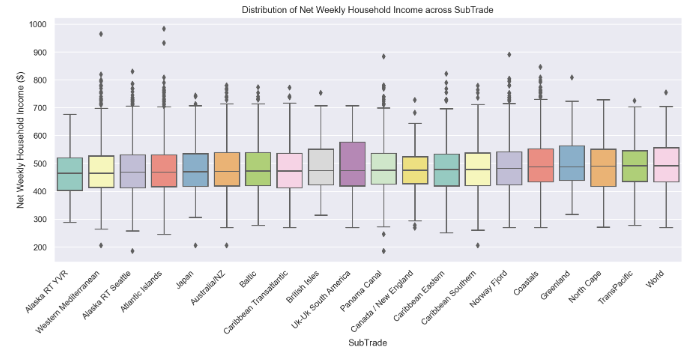 Distribution of Net Weekly Household Income across SubTrade
Net Weekly Household Income ($)
1000
900
800
700
600
500
400
300
200
Alaska RT YVR
Western Mediterranean
Alaska RT Seattle
Atlantic Islands
Japan
Australia/NZ
Baltic
Caribbean Transatlantic
British Isles
Uk-Uk South America
Panama Canal
Canada / New England
Caribbean Eastern
Caribbean Southern
Norway Fjord
Coastals
Greenland
North Cape
TransPacific
World
SubTrade